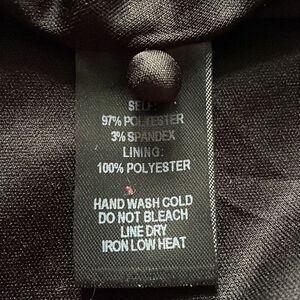 SELF:
97% POLYESTER
3% SPANDEX
LINING:
100% POLYESTER
HAND WASH COLD
DO NOT BLEACH
LINE DRY
IRON LOW HEAT